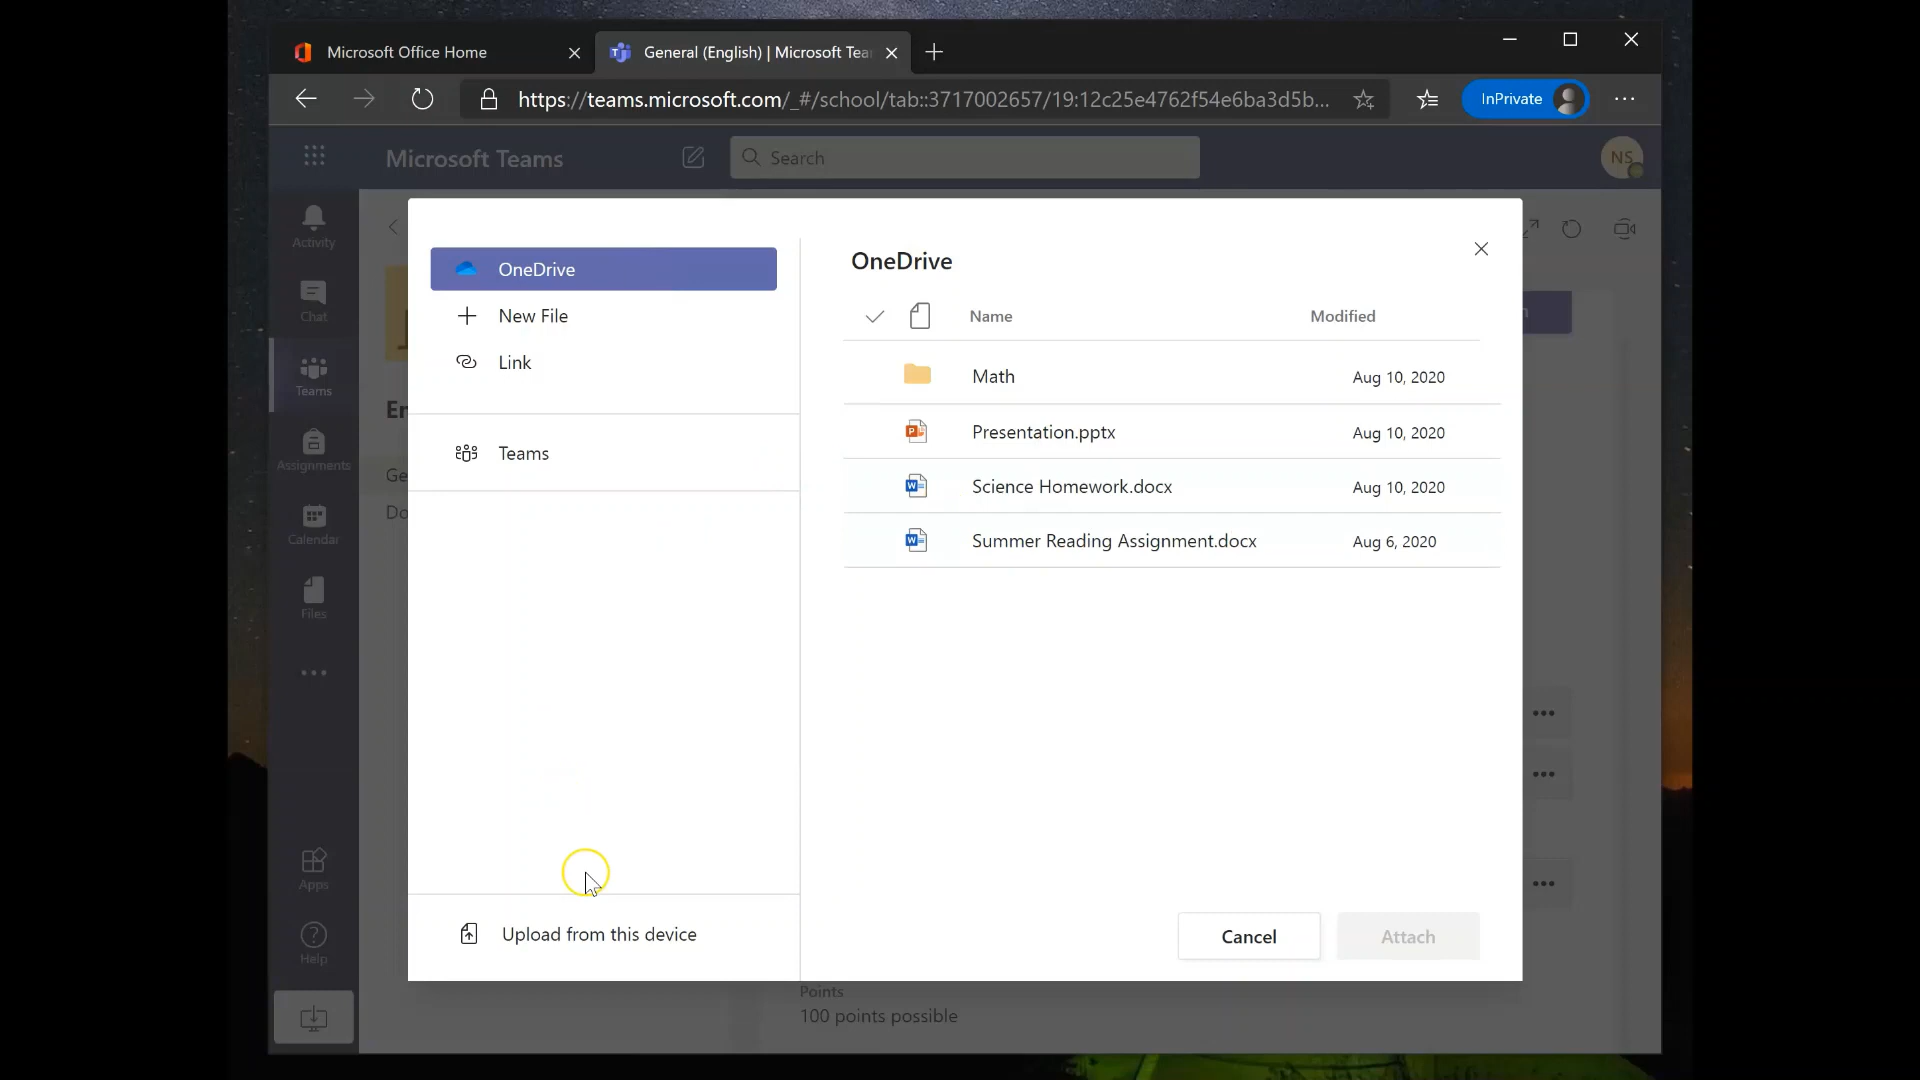 Microsoft Office Home
General (English) | Microsoft Tea
https://teams.microsoft.com/_#/school/tab::3717002657/19:12c25e4762f54e6ba3d5b...
InPrivate
Microsoft Teams
Search
NS
Activity
Chat
Teams
Assignments
Calendar
Files
Apps
Help
En
Ge
Do
OneDrive
New File
Link
Teams
Upload from this device
OneDrive
Name Modified
Math Aug 10, 2020
Presentation.pptx Aug 10, 2020
Science Homework.docx Aug 10, 2020
Summer Reading Assignment.docx Aug 6, 2020
Cancel Attach
Points
100 points possible